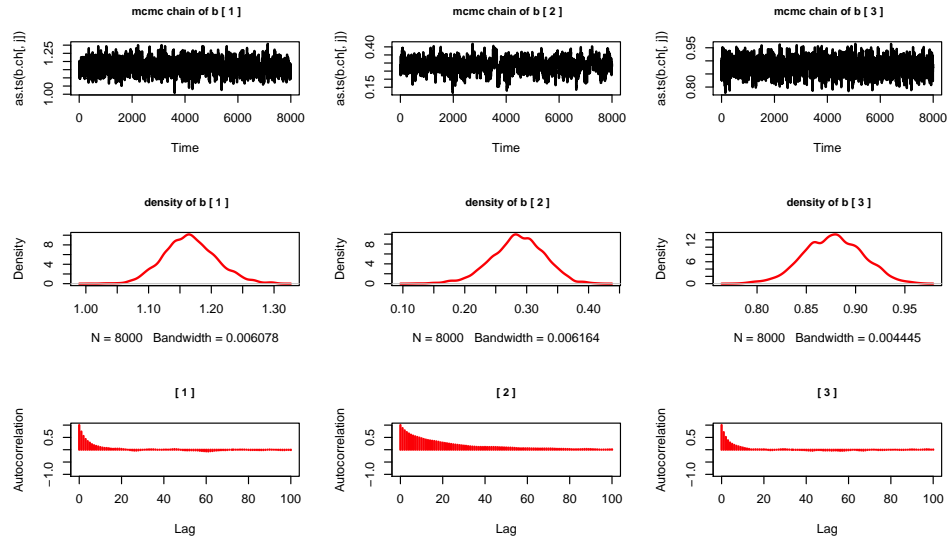 mcmc chain of b [ 1 ]
as.ts(b.ch[, j])
1.00 1.25
0 2000 4000 6000 8000
Time
mcmc chain of b [ 2 ]
as.ts(b.ch[, j])
0.15 0.40
0 2000 4000 6000 8000
Time
mcmc chain of b [ 3 ]
as.ts(b.ch[, j])
0.80 0.95
0 2000 4000 6000 8000
Time
density of b [ 1 ]
Density
0 4 8
1.00 1.10 1.20 1.30
N = 8000 Bandwidth = 0.006078
density of b [ 2 ]
Density
0 4 8
0.10 0.20 0.30 0.40
N = 8000 Bandwidth = 0.006164
density of b [ 3 ]
Density
0 6 12
0.80 0.85 0.90 0.95
N = 8000 Bandwidth = 0.004445
[ 1 ]
Autocorrelation
−1.0 0.5
0 20 40 60 80 100
Lag
[ 2 ]
Autocorrelation
−1.0 0.5
0 20 40 60 80 100
Lag
[ 3 ]
Autocorrelation
−1.0 0.5
0 20 40 60 80 100
Lag